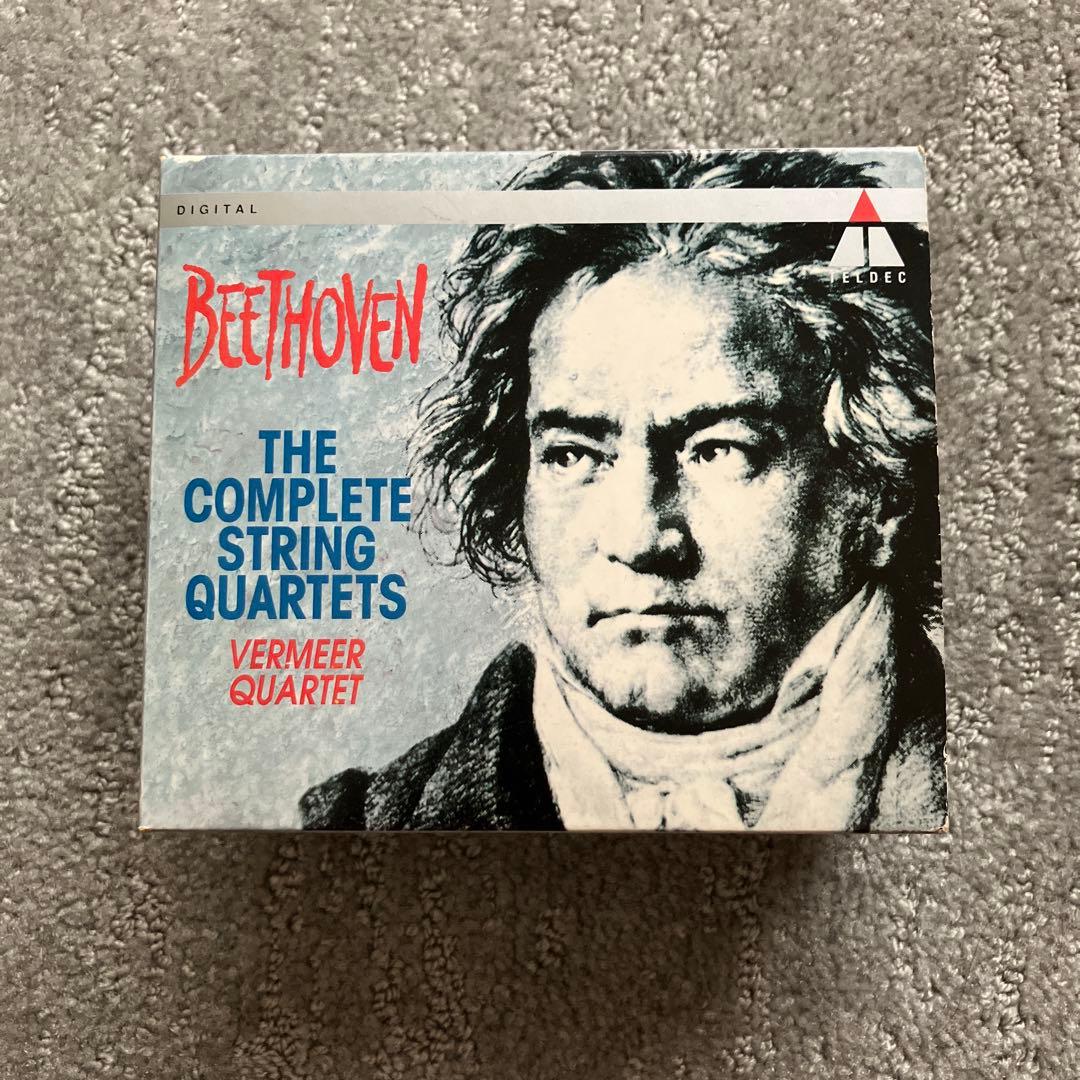 DIGITAL
TELDEC
BEETHOVEN
THE
COMPLETE
STRING
QUARTETS
VERMEER
QUARTET